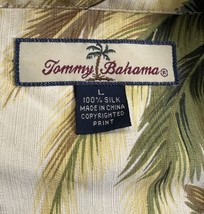 Tommy Bahama®
L
100% SILK
MADE IN CHINA
COPYRIGHTED
PRINT